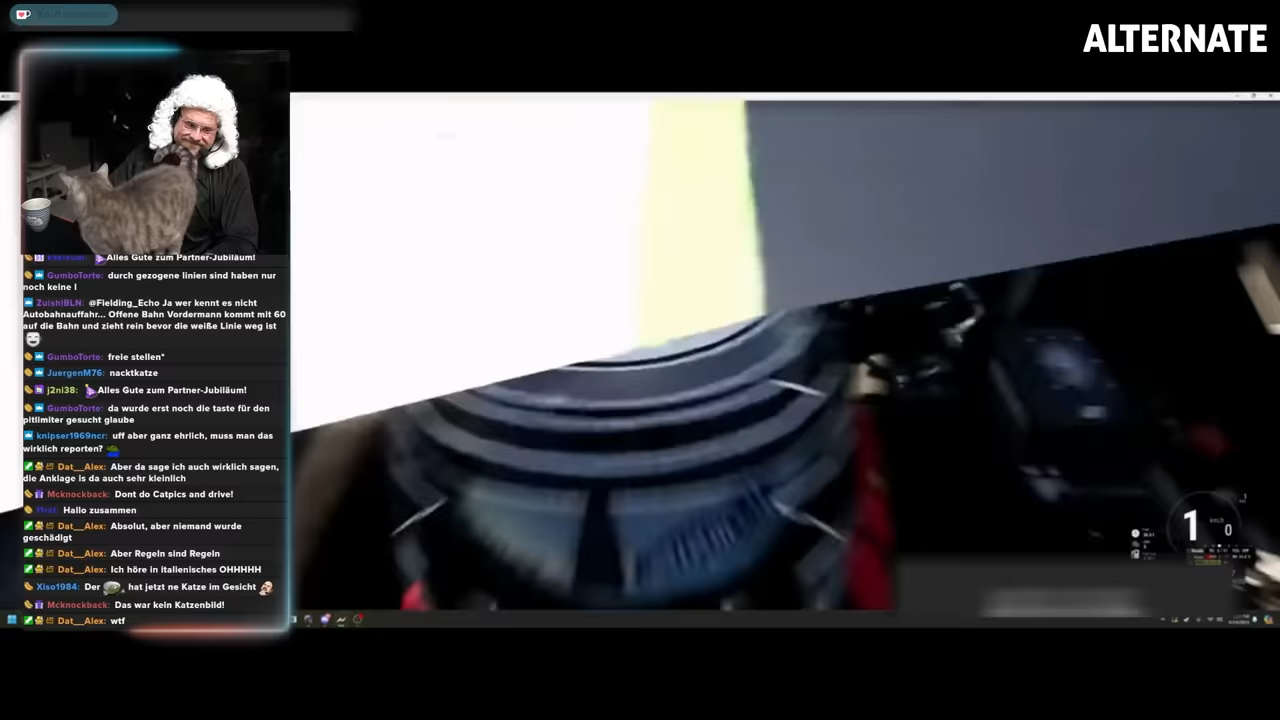 ALTERNATE
Alles Gute zum Partner-Jubiläum!
GumboTorte: durch gezogene linien sind haben nur
noch keine l
ZuishiBLN: @Fielding_Echo Ja wer kennt es nicht
Autobahnauffahr... Offene Bahn Vordermann kommt mit 60
auf die Bahn und zieht rein bevor die weiße Linie weg ist
GumboTorte: freie stellen*
JuergenM76: nacktkatze
j2nl38: Alles Gute zum Partner-Jubiläum!
GumboTorte: da wurde erst noch die taste für den
pitlimiter gesucht glaube
knipser1969ncr: uff aber ganz ehrlich, muss man das
wirklich reporten?
Dat__Alex: Aber da sage ich auch wirklich sagen,
die Anklage is da auch sehr kleinlich
Mcknockback: Dont do Catpics and drive!
Hallo zusammen
Dat__Alex: Absolut, aber niemand wurde
geschädigt
Dat__Alex: Aber Regeln sind Regeln
Dat__Alex: Ich höre in italienisches OHHHHH
Xiso1984: Der hat jetzt ne Katze im Gesicht
Mcknockback: Das war kein Katzenbild!
Dat__Alex: wtf
1
km/h
0